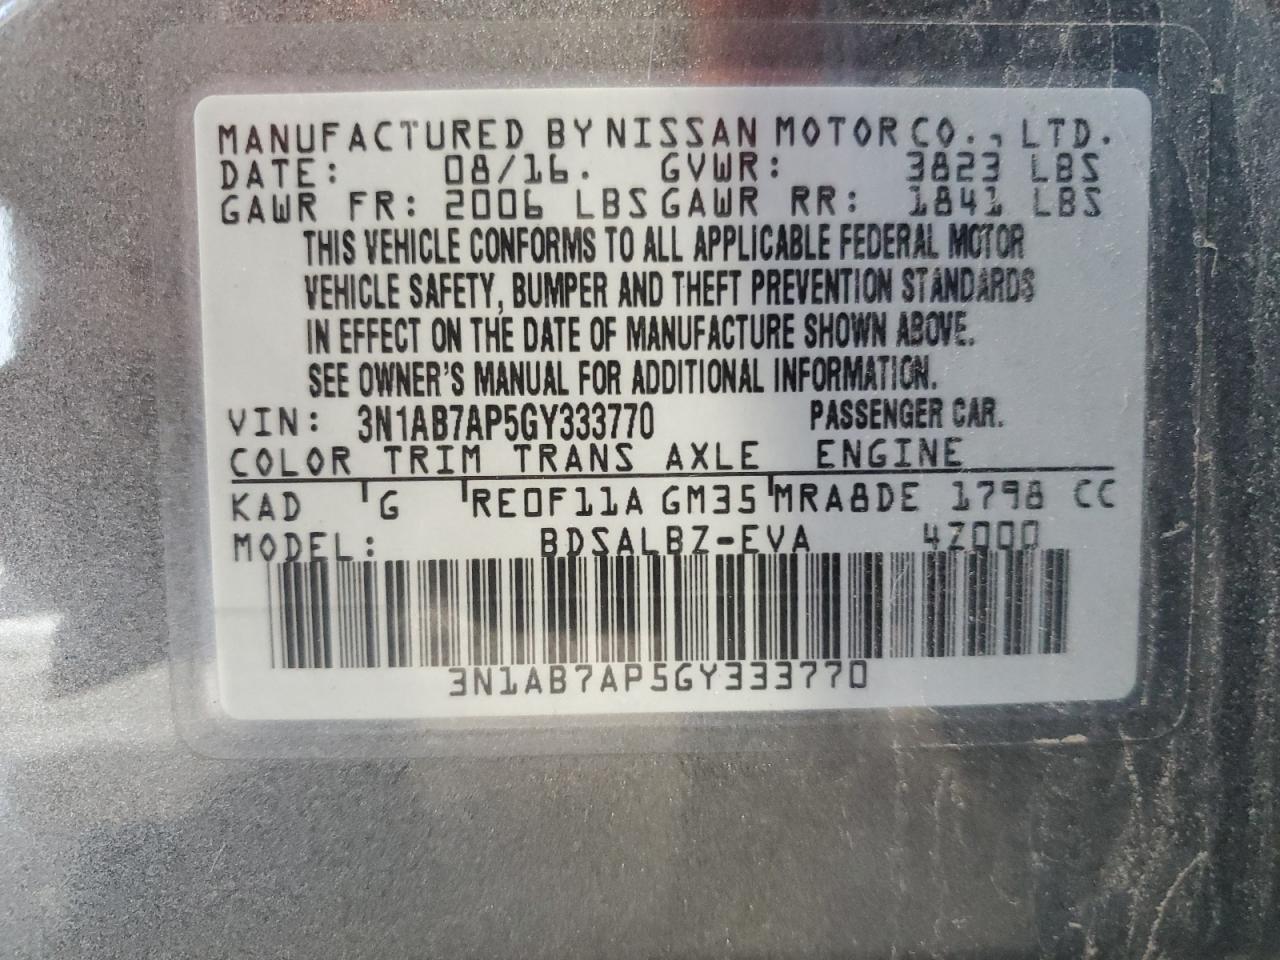 MANUFACTURED BY NISSAN MOTOR CO., LTD.
DATE: 08/16. GVWR: 3823 LBS
GAWR FR: 2006 LBS GAWR RR: 1841 LBS
THIS VEHICLE CONFORMS TO ALL APPLICABLE FEDERAL MOTOR
VEHICLE SAFETY, BUMPER AND THEFT PREVENTION STANDARDS
IN EFFECT ON THE DATE OF MANUFACTURE SHOWN ABOVE.
SEE OWNER'S MANUAL FOR ADDITIONAL INFORMATION.
VIN: 3N1AB7AP5GY333770 PASSENGER CAR.
COLOR TRIM TRANS AXLE ENGINE
KAD G RE0F11A GM35 MRA8DE 1798 CC
MODEL: BDSALBZ-EVA 4Z000
3N1AB7AP5GY333770